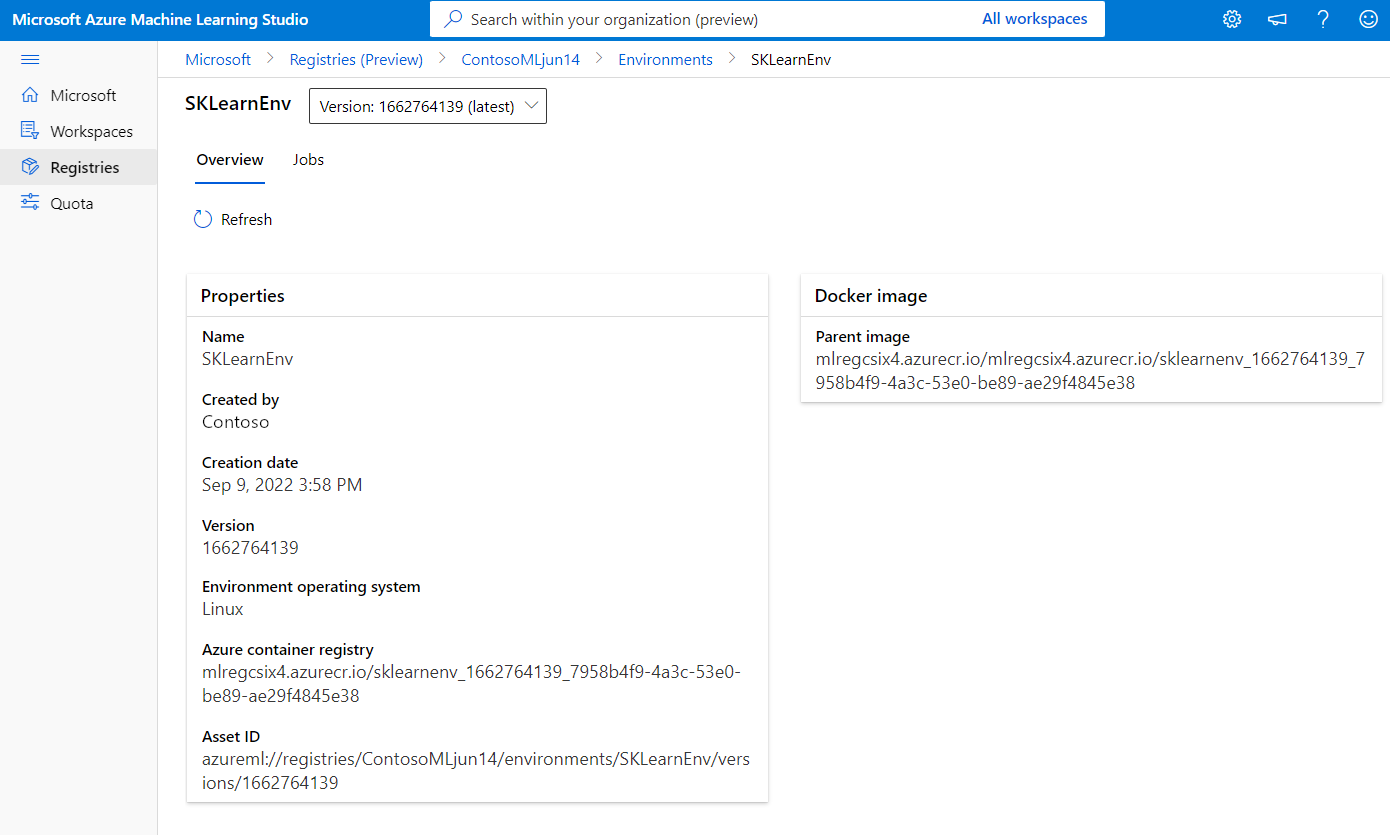 Microsoft Azure Machine Learning Studio
Search within your organization (preview)
All workspaces
Microsoft > Registries (Preview) > ContosoMLjun14 > Environments > SKLearnEnv
Microsoft
Workspaces
Registries
Quota
SKLearnEnv
Version: 1662764139 (latest)
Overview
Jobs
Refresh
Properties
Name
SKLearnEnv
Created by
Contoso
Creation date
Sep 9, 2022 3:58 PM
Version
1662764139
Environment operating system
Linux
Azure container registry
mlregcsix4.azurecr.io/sklearnenv_1662764139_7958b4f9-4a3c-53e0-
be89-ae29f4845e38
Asset ID
azureml://registries/ContosoMLjun14/environments/SKLearnEnv/vers
ions/1662764139
Docker image
Parent image
mlregcsix4.azurecr.io/mlregcsix4.azurecr.io/sklearnenv_1662764139_7
958b4f9-4a3c-53e0-be89-ae29f4845e38